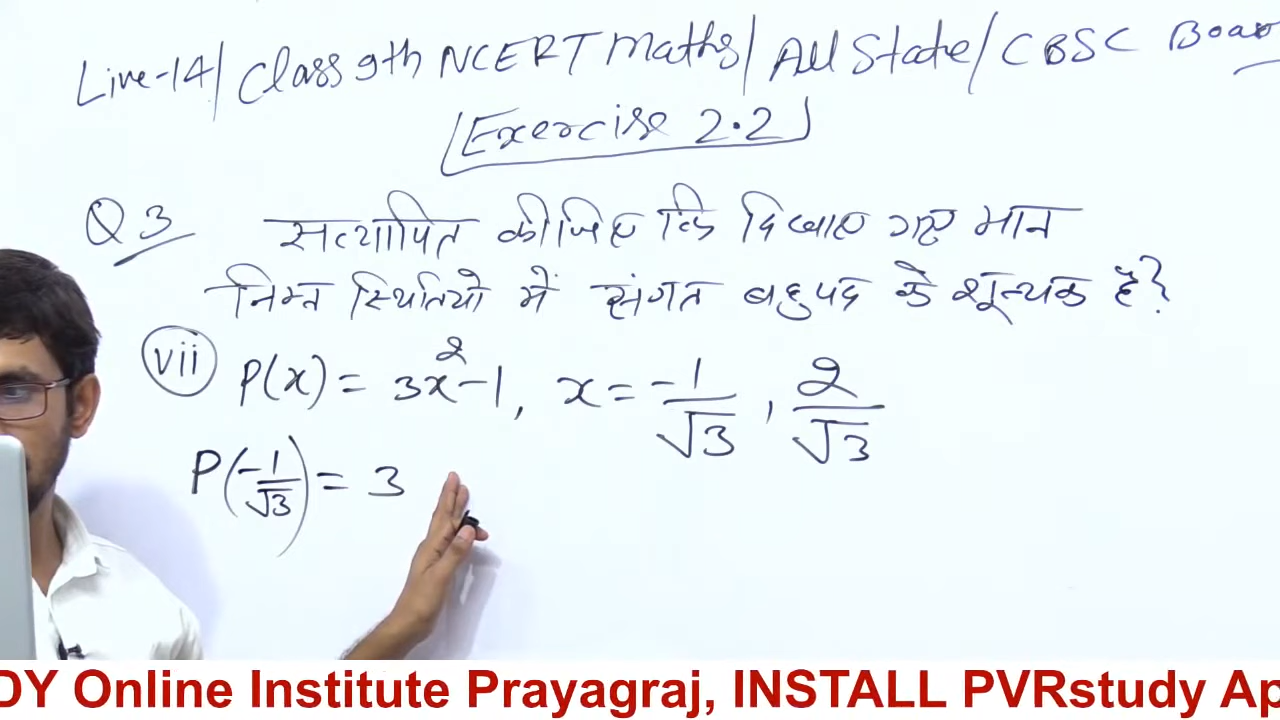 Live-14/ Class 9th NCERT Maths/ All State/ CBSC Boar
Exercise 2.2
Q 3 सत्यापित कीजिए कि दिखाए गए मान
निम्न स्थितियों में संगत बहुपद के शून्यक है?
vii P(x) = 3x²-1, x = -1/√3, 2/√3
P(-1/√3) = 3
DY Online Institute Prayagraj, INSTALL PVRstudy Ap